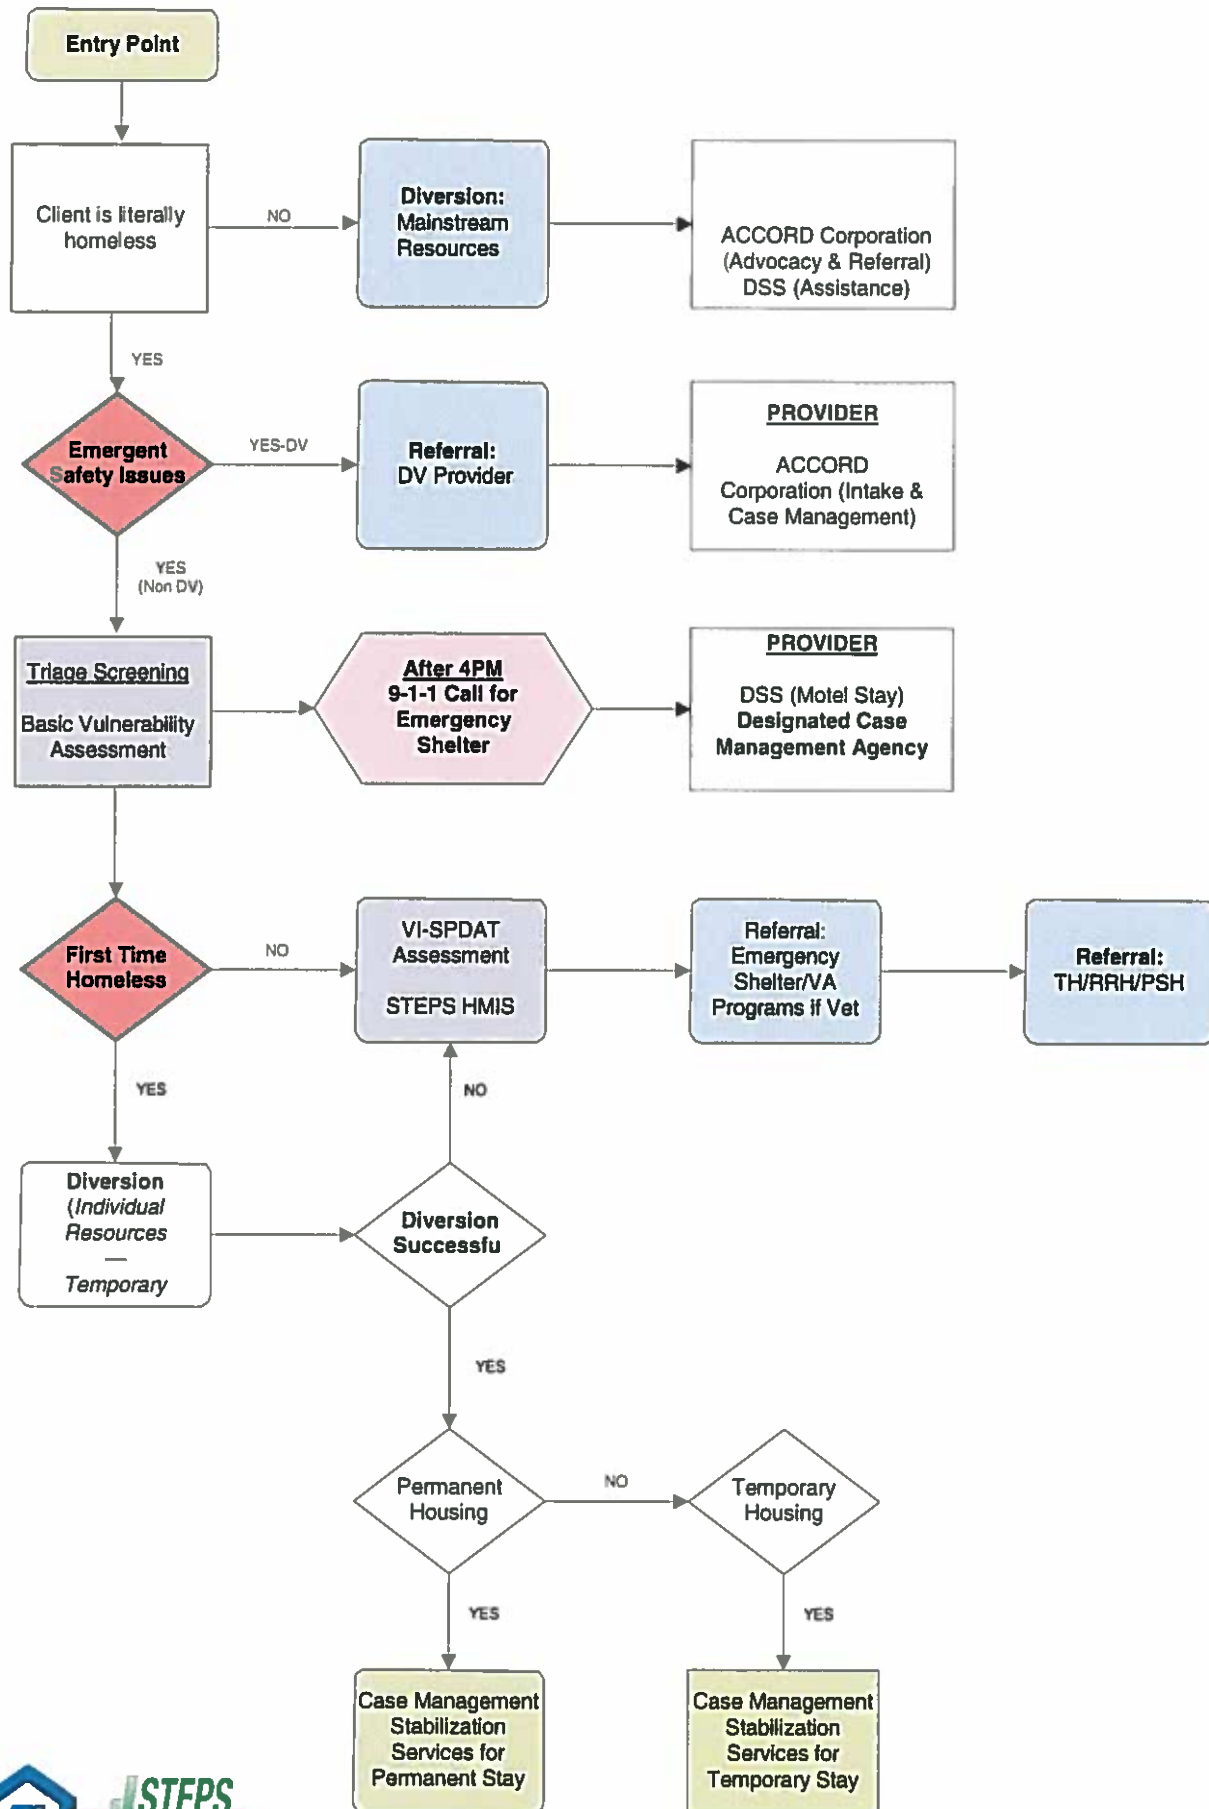 Entry Point
Client is literally
homeless
NO
Diversion:
Mainstream
Resources
ACCORD Corporation
(Advocacy & Referral)
DSS (Assistance)
YES
Emergent
Safety Issues
YES-DV
Referral:
DV Provider
PROVIDER
ACCORD
Corporation (Intake &
Case Management)
YES
(Non DV)
Triage Screening
Basic Vulnerability
Assessment
After 4PM
9-1-1 Call for
Emergency
Shelter
PROVIDER
DSS (Motel Stay)
Designated Case
Management Agency
First Time
Homeless
NO
VI-SPDAT
Assessment
STEPS HMIS
Referral:
Emergency
Shelter/VA
Programs if Vet
Referral:
TH/RRH/PSH
YES
NO
Diversion
(Individual
Resources
—
Temporary
Diversion
Successfu
YES
Permanent
Housing
NO
Temporary
Housing
YES
YES
Case Management
Stabilization
Services for
Permanent Stay
Case Management
Stabilization
Services for
Temporary Stay
STEPS